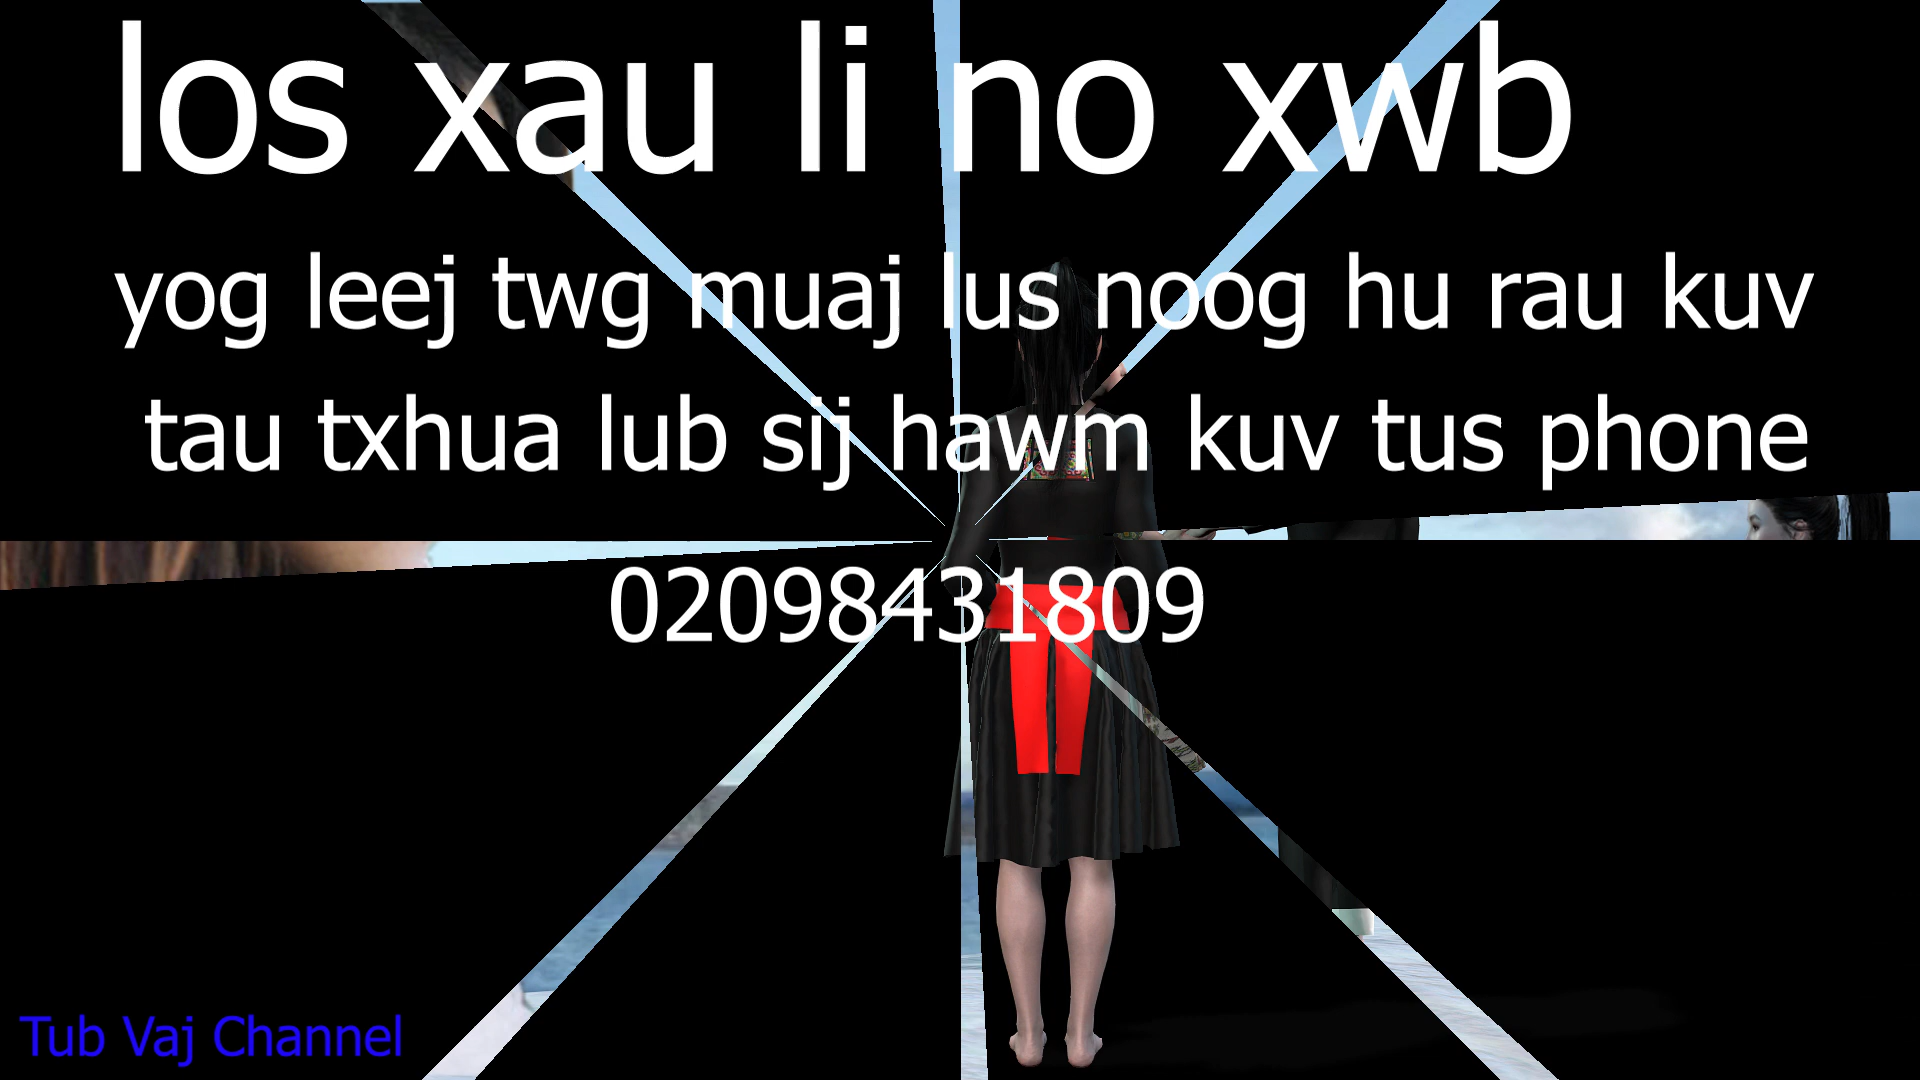 los xau li no xwb
yog leej twg muaj lus noog hu rau kuv
tau txhua lub sij hawm kuv tus phone
02098431809
Tub Vaj Channel